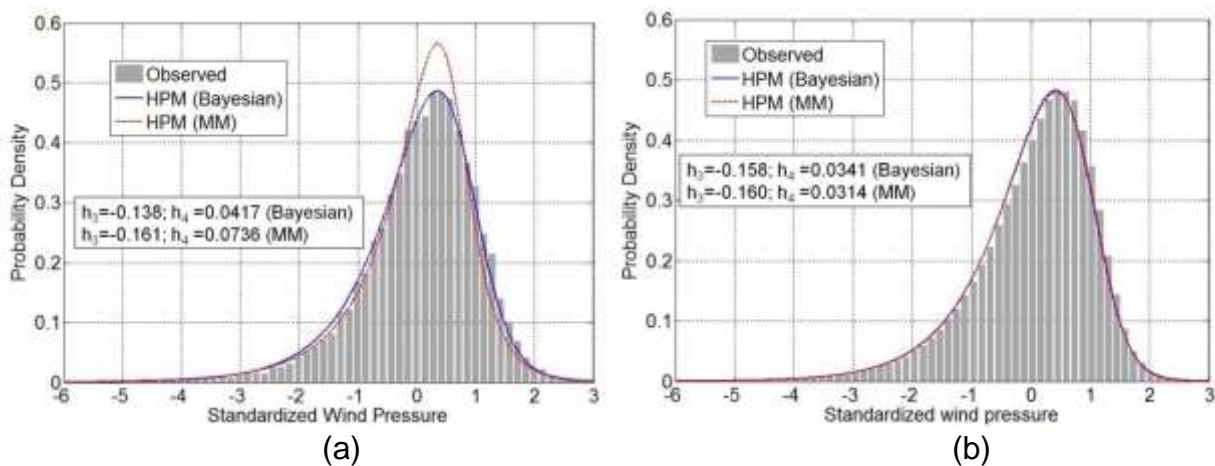 0.6
0.5
0.4
0.3
0.2
0.1
0
Probability Density
Observed
HPM (Bayesian)
HPM (MM)
h₃=-0.138; h₄ =0.0417 (Bayesian)
h₃=-0.161; h₄ =0.0736 (MM)
-6 -5 -4 -3 -2 -1 0 1 2 3
Standardized Wind Pressure
(a)
0.6
0.5
0.4
0.3
0.2
0.1
0
Probability Density
Observed
HPM (Bayesian)
HPM (MM)
h₃=-0.158; h₄ =0.0341 (Bayesian)
h₃=-0.160; h₄ =0.0314 (MM)
-6 -5 -4 -3 -2 -1 0 1 2 3
Standardized wind pressure
(b)